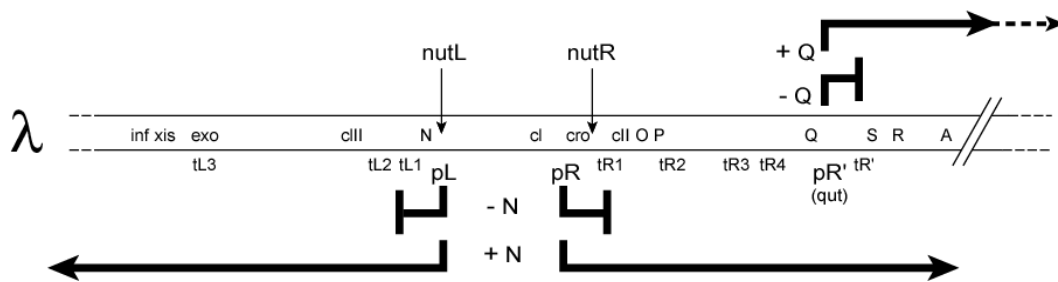 nutL nutR + Q
- Q
λ inf xis exo cIII N cI cro cII O P Q S R A
tL3 tL2 tL1 pL pR tR1 tR2 tR3 tR4 pR' tR'
(qut)
- N
+ N